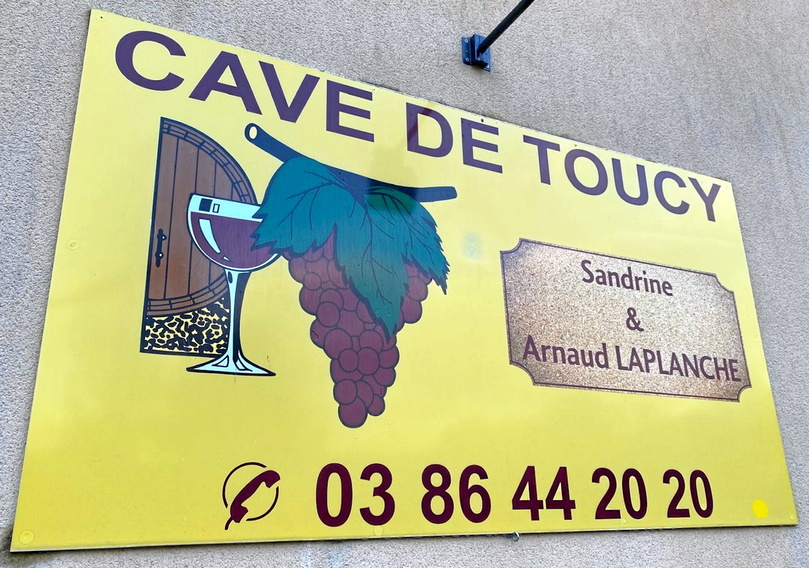 CAVE DE TOUCY
Sandrine
&
Arnaud LAPLANCHE
03 86 44 20 20